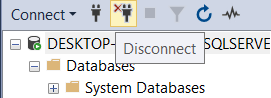 Connect
DESKTOP- SQLSERVE
Disconnect
Databases
System Databases